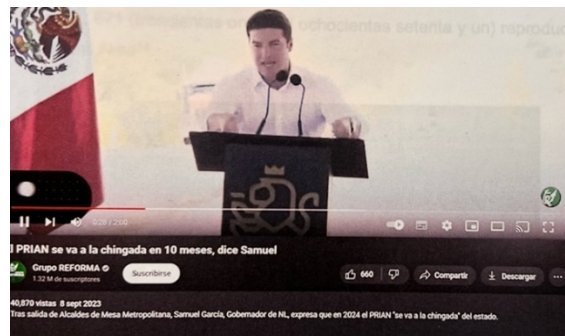 ochocientas setenta y un) reproduc
0:28 / 2:00
l PRIAN se va a la chingada en 10 meses, dice Samuel
Grupo REFORMA
1.32 M de suscriptores
Suscribirse
660
Compartir
Descargar
40,870 vistas 8 sept 2023
Tras salida de Alcaldes de Mesa Metropolitana, Samuel García, Gobernador de NL, expresa que en 2024 el PRIAN "se va a la chingada" del estado.